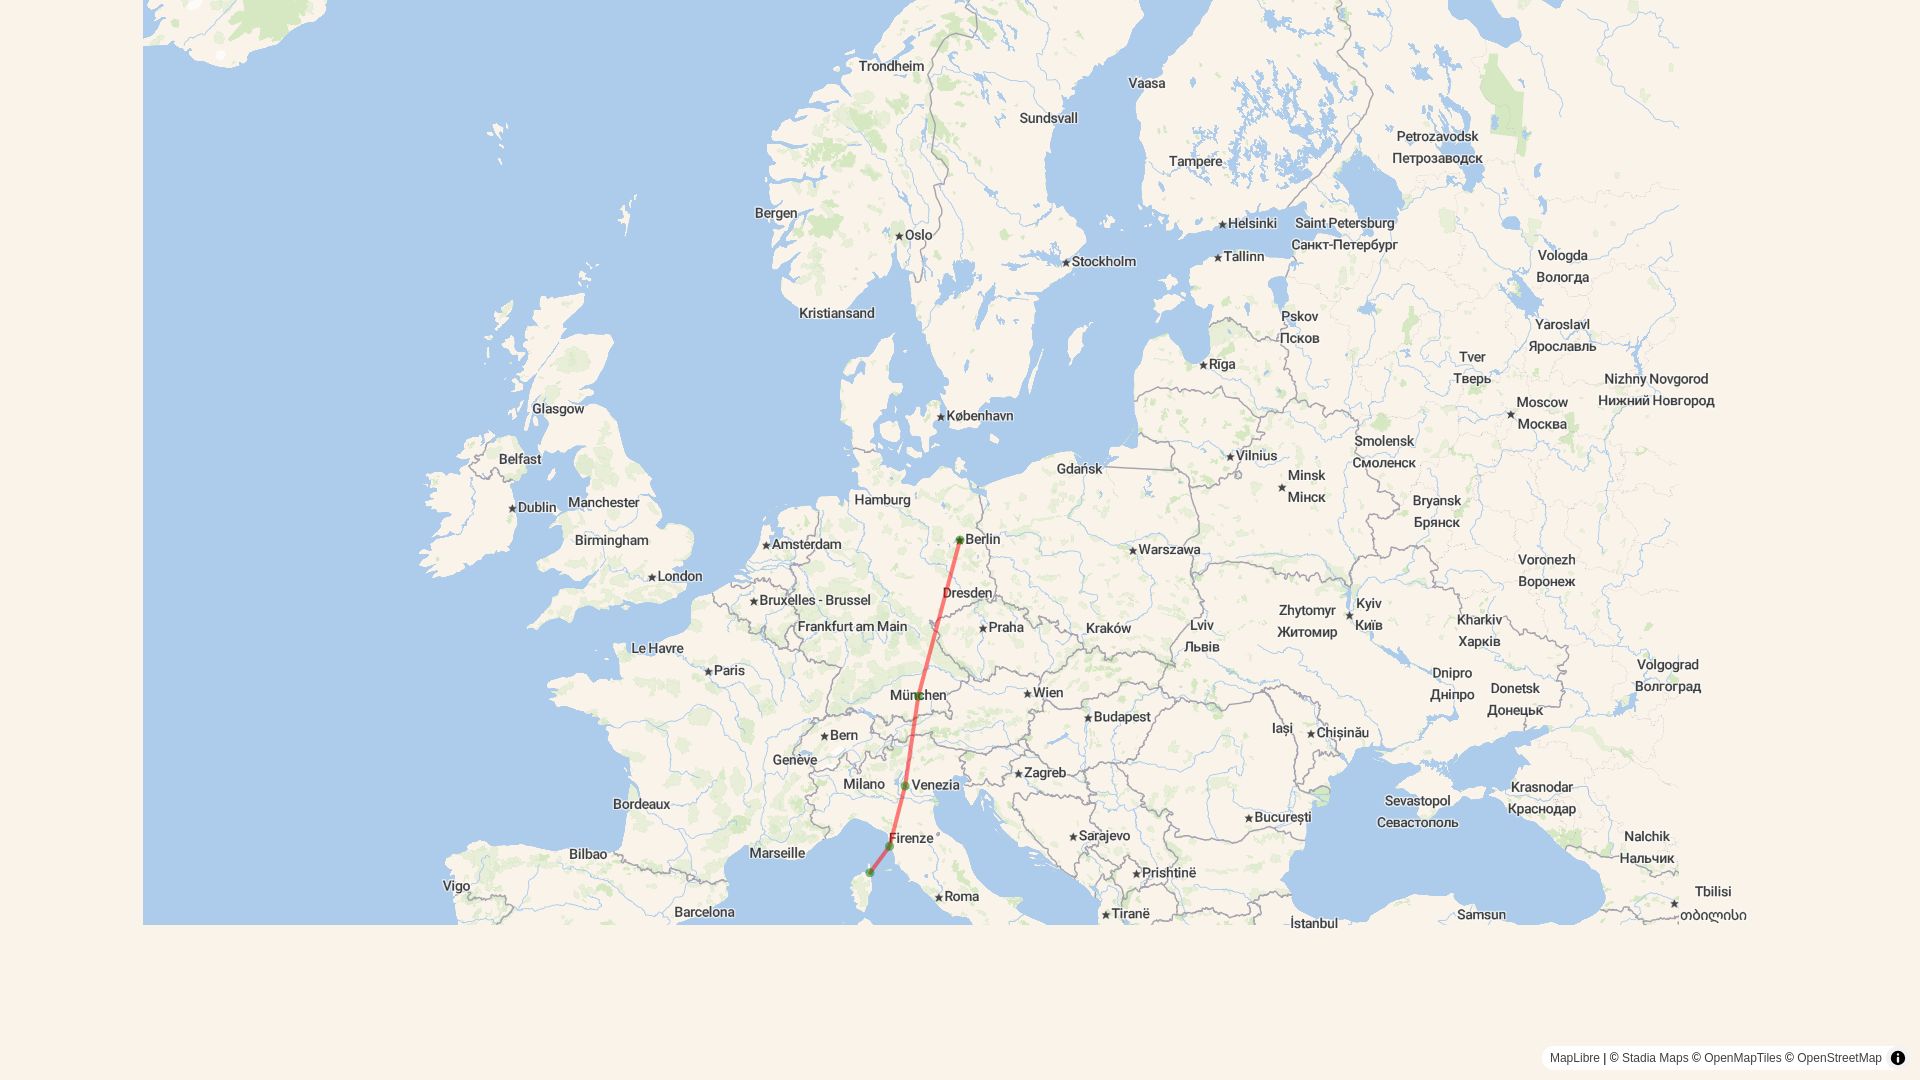 Trondheim
Vaasa
Sundsvall
Petrozavodsk
Петрозаводск
Tampere
Bergen
Helsinki
Saint Petersburg
Санкт-Петербург
Oslo
Tallinn
Stockholm
Vologda
Вологда
Kristiansand
Pskov
Псков
Yaroslavl
Ярославль
Rīga
Tver
Тверь
Nizhny Novgorod
Нижний Новгород
Glasgow
København
Moscow
Москва
Belfast
Gdańsk
Vilnius
Smolensk
Смоленск
Minsk
Мінск
Hamburg
Dublin
Manchester
Bryansk
Брянск
Birmingham
Amsterdam
Berlin
Warszawa
Voronezh
Воронеж
London
Dresden
Bruxelles - Brussel
Frankfurt am Main
Praha
Kraków
Lviv
Львів
Zhytomyr
Житомир
Kyiv
Київ
Kharkiv
Харків
Le Havre
Paris
Dnipro
Дніпро
Donetsk
Донецьк
Volgograd
Волгоград
München
Wien
Budapest
Iași
Chișinău
Bern
Genève
Zagreb
Milano
Venezia
Krasnodar
Краснодар
Bordeaux
Sevastopol
Севастополь
București
Firenze
Sarajevo
Nalchik
Нальчик
Bilbao
Marseille
Prishtinë
Vigo
Roma
Tbilisi
თბილისი
Barcelona
Tiranë
Samsun
İstanbul
MapLibre | © Stadia Maps © OpenMapTiles © OpenStreetMap